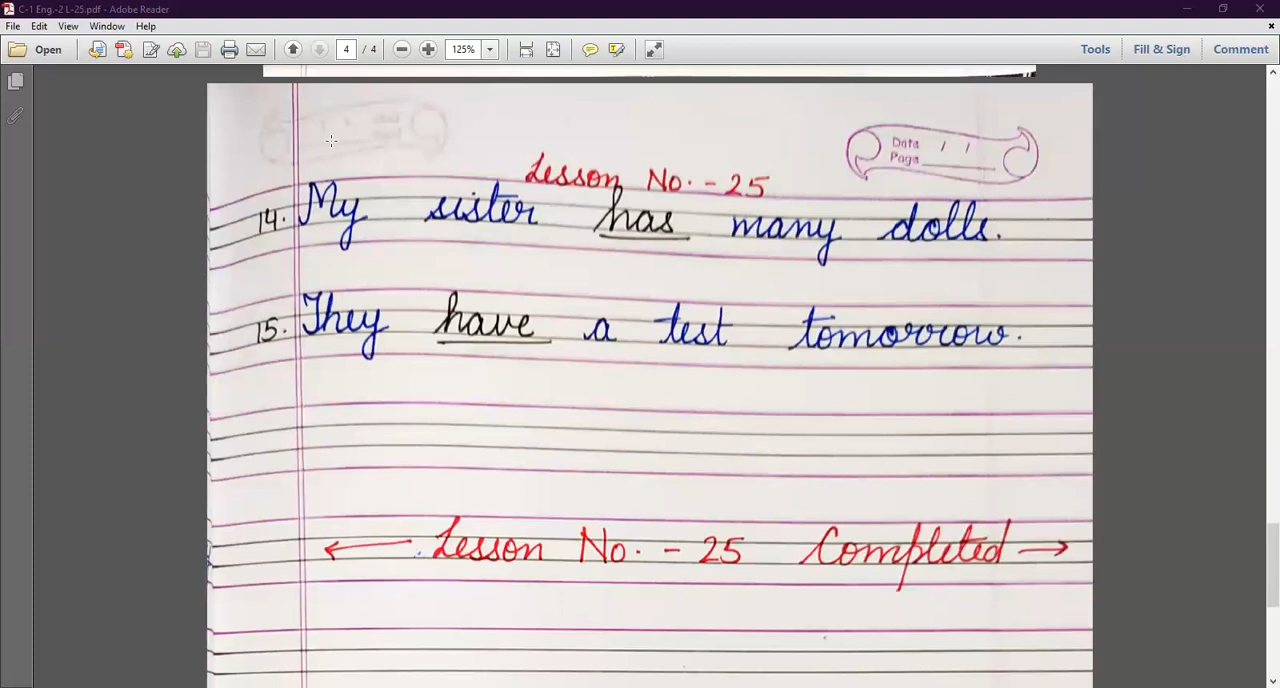 C-1 Eng.-2 L-25.pdf - Adobe Reader
File Edit View Window Help
Open 4 / 4 125% Tools Fill & Sign Comment
Date / /
Page
Lesson No. - 25
14. My sister has many dolls.
15. They have a test tomorrow.
← Lesson No. - 25 Completed →